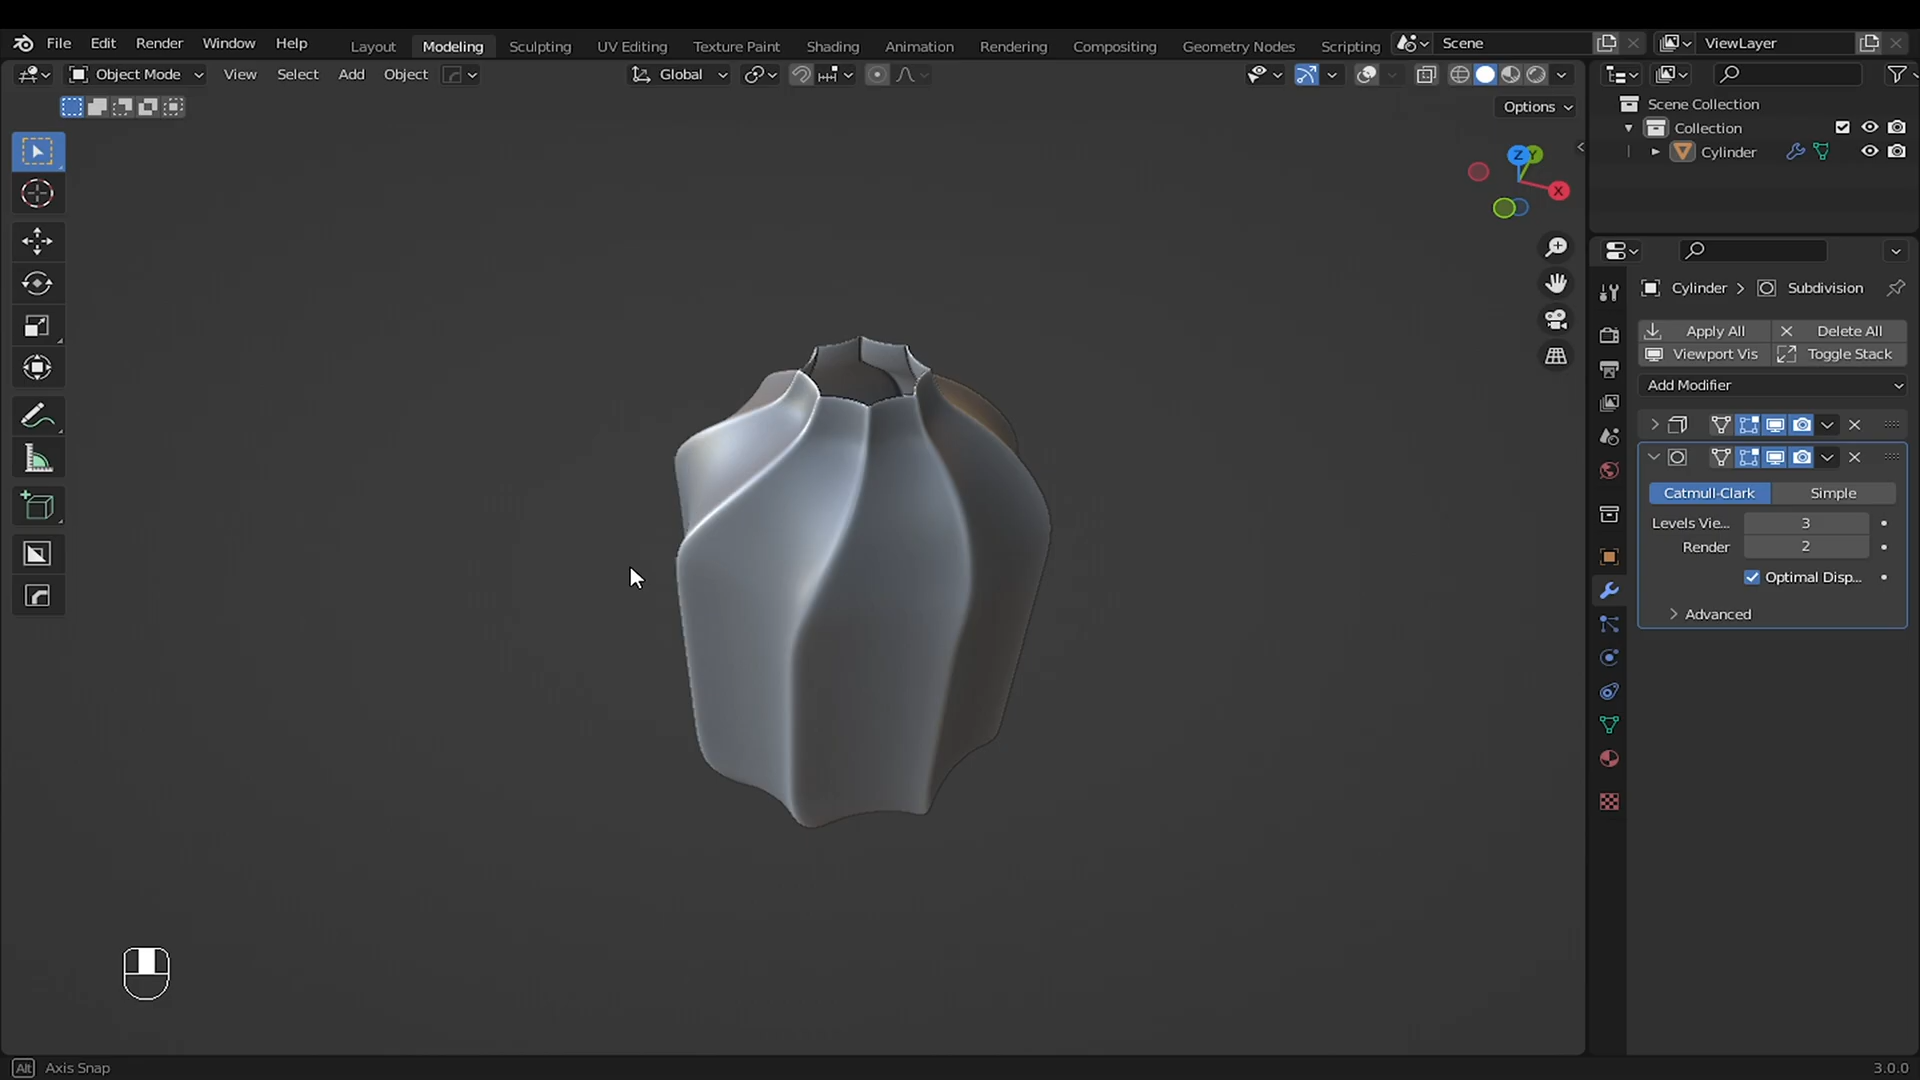 File Edit Render Window Help Layout Modeling Sculpting UV Editing Texture Paint Shading Animation Rendering Compositing Geometry Nodes Scripting Scene ViewLayer
Object Mode View Select Add Object Global
Options
Scene Collection
Collection
Cylinder
Z Y
X
Cylinder > Subdivision
Apply All Delete All
Viewport Vis Toggle Stack
Add Modifier
Catmull-Clark Simple
Levels Vie... 3
Render 2
Optimal Disp...
Advanced
Alt Axis Snap 3.0.0